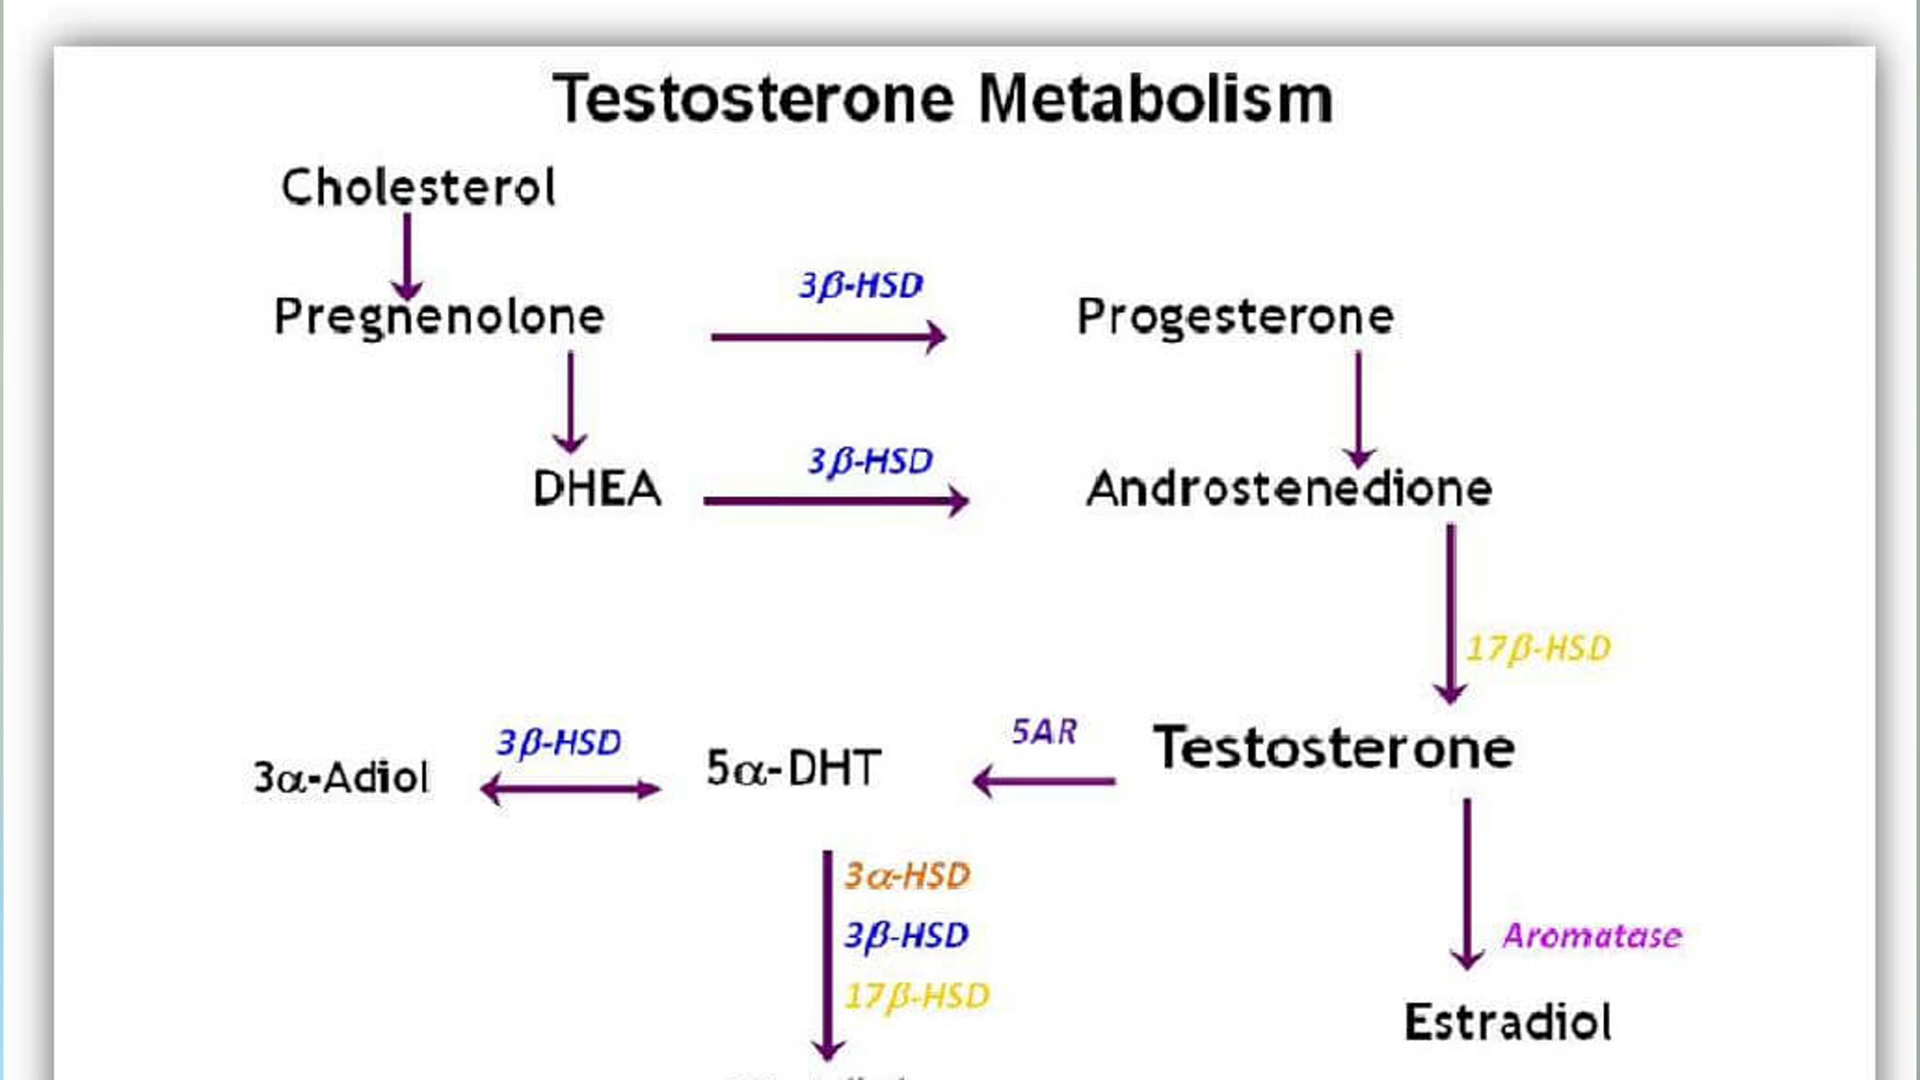 Testosterone Metabolism
Cholesterol
Pregnenolone
3β-HSD
Progesterone
DHEA
3β-HSD
Androstenedione
17β-HSD
3α-Adiol
3β-HSD
5α-DHT
5AR
Testosterone
3α-HSD
3β-HSD
17β-HSD
Aromatase
Estradiol